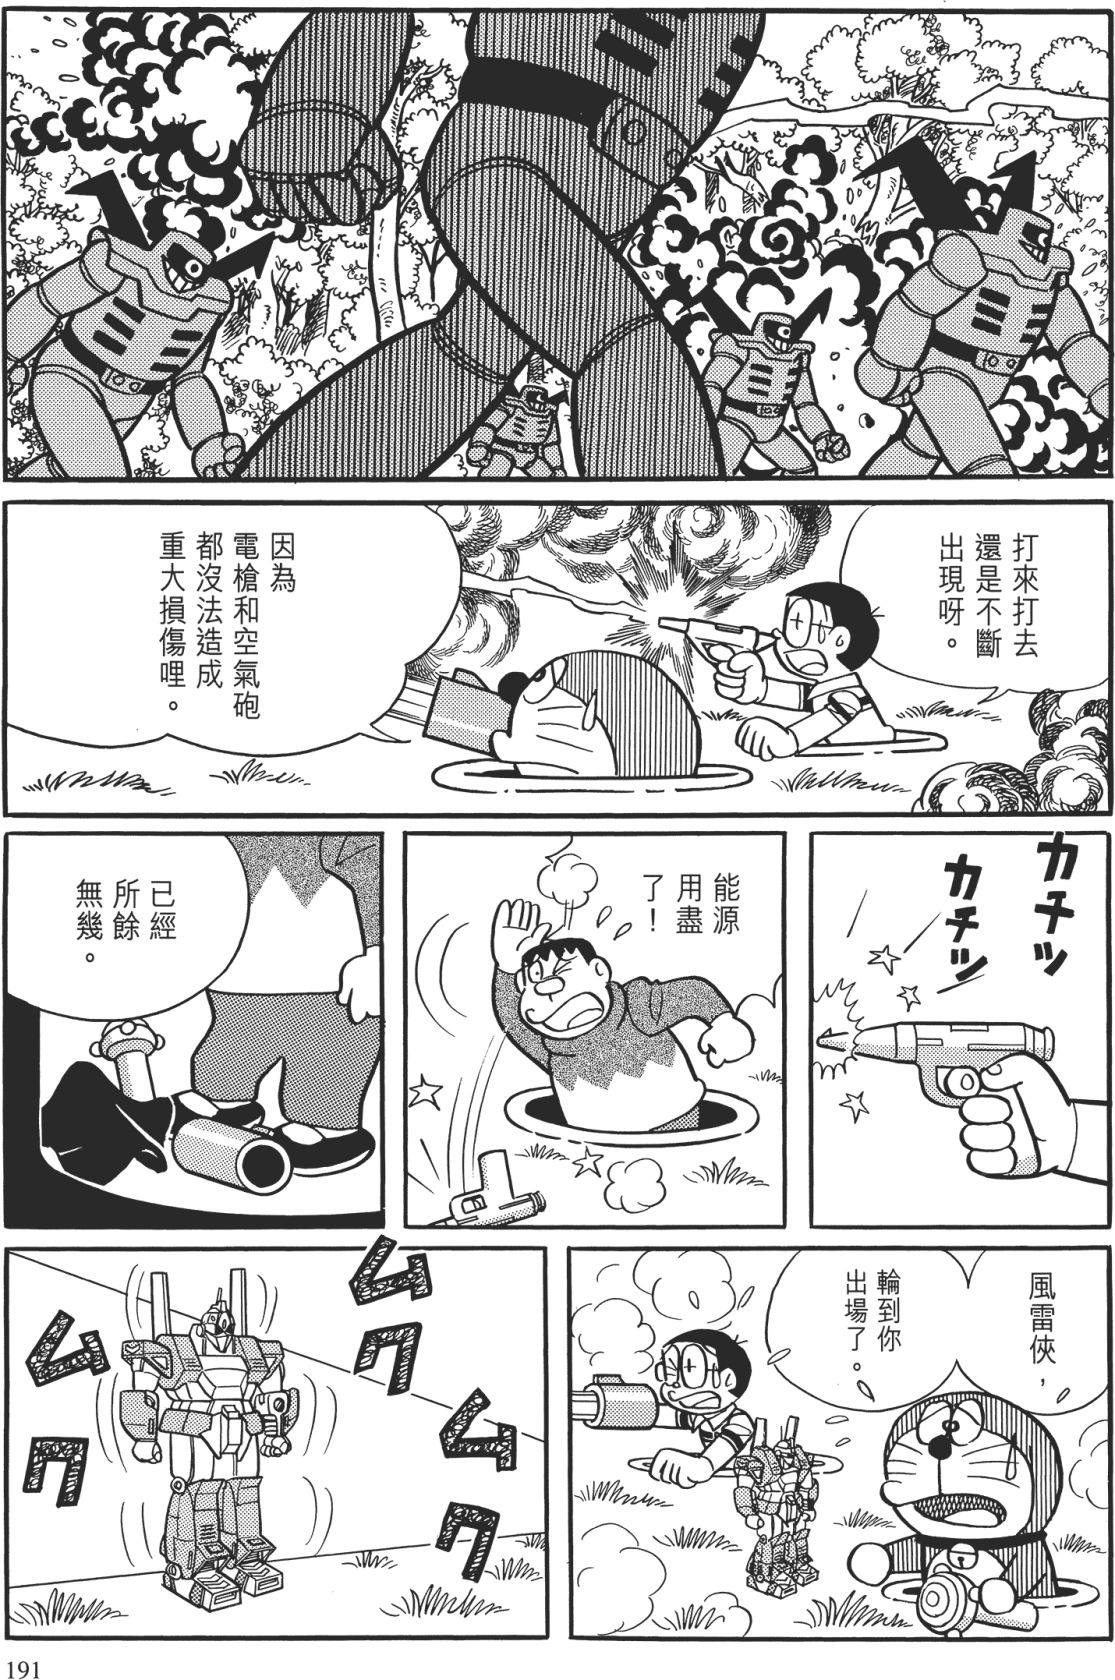 打來打去
還是不斷
出現呀。
因為
電槍和空氣砲
都沒法造成
重大損傷哩。
カチッ
カチッ
能源
用盡
了！
已經
所餘
無幾。
風雷俠，
輪到你
出場了。
ムク
ムク
ムク
191